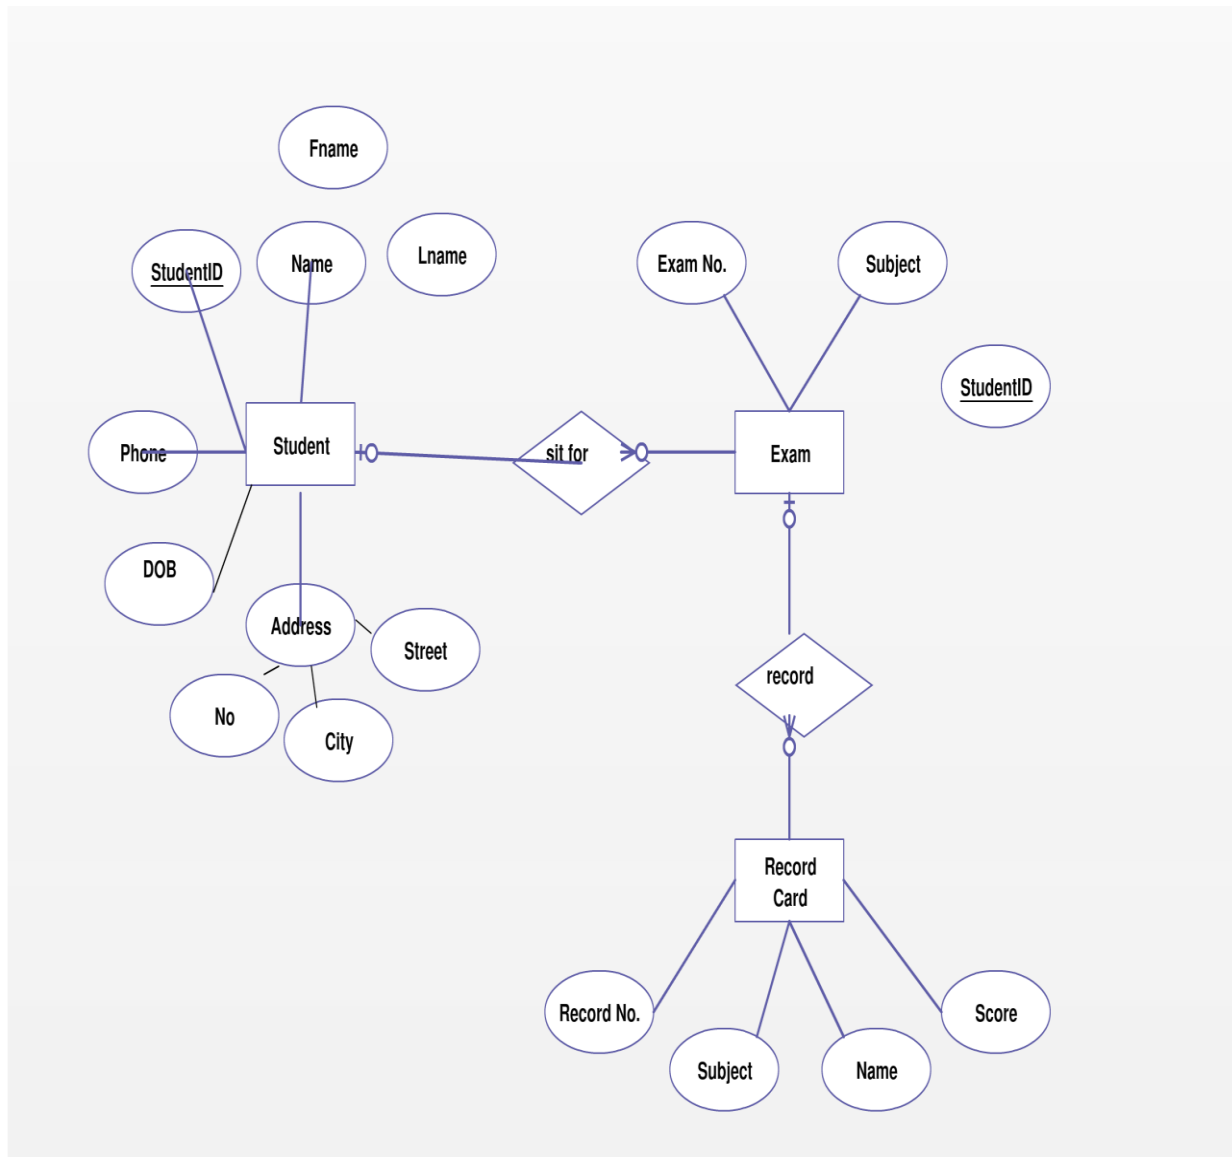 Fname
StudentID
Name
Lname
Exam No.
Subject
StudentID
Phone
Student
sit for
Exam
DOB
Address
Street
No
City
record
Record
Card
Record No.
Subject
Name
Score